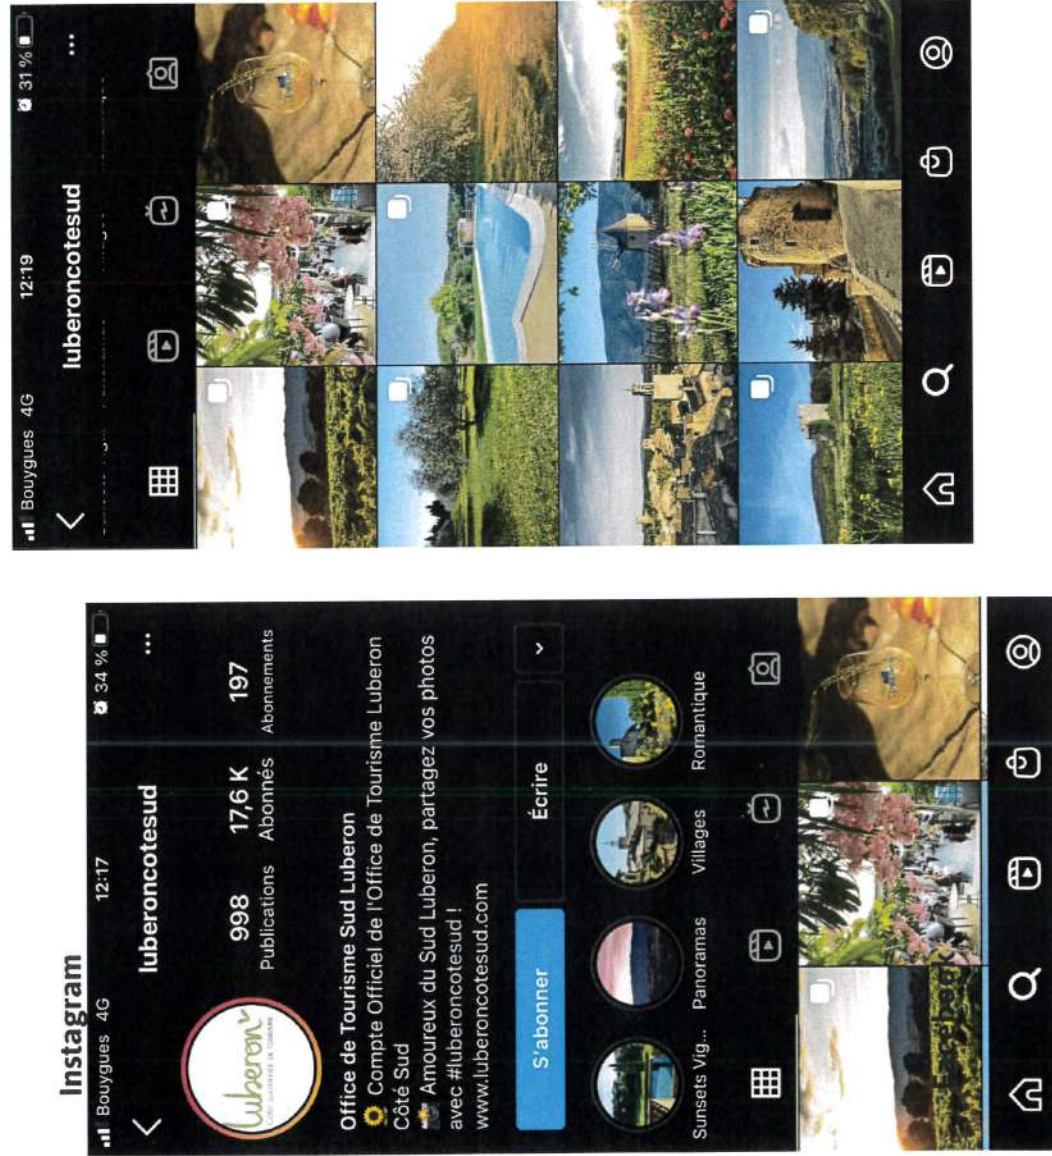 Instagram
Bouygues 4G 12:17 34 %
luberoncotesud
luberon
998 17,6 K 197
Publications Abonnés Abonnements
Office de Tourisme Sud Luberon
🌻 Compte Officiel de l'Office de Tourisme Luberon
Côté Sud
📸 Amoureux du Sud Luberon, partagez vos photos
avec #luberoncotesud !
www.luberoncotesud.com
S'abonner Écrire
Sunsets Vig... Panoramas Villages Romantique
Bouygues 4G 12:19 31 %
luberoncotesud